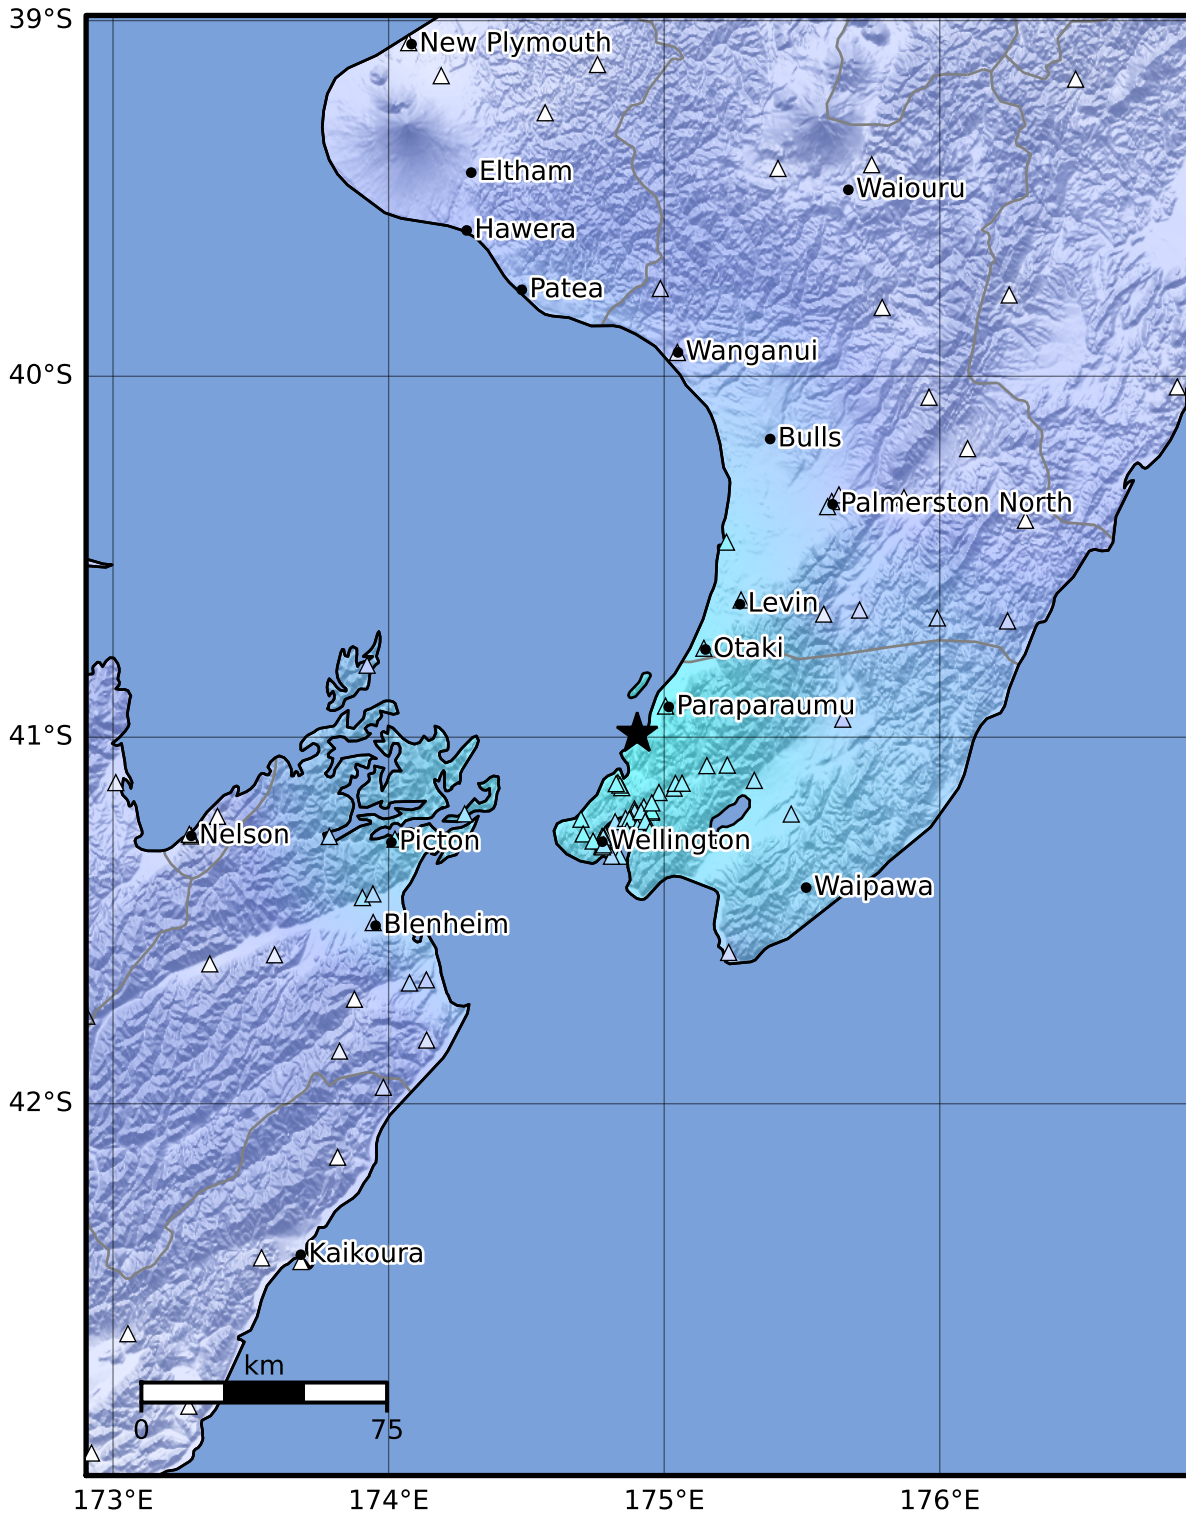 39°S
New Plymouth
Eltham
Waiouru
Hawera
Patea
Wanganui
40°S
Bulls
Palmerston North
Levin
Otaki
Paraparaumu
41°S
Nelson
Picton
Wellington
Waipawa
Blenheim
42°S
Kaikoura
km
0
75
173°E
174°E
175°E
176°E